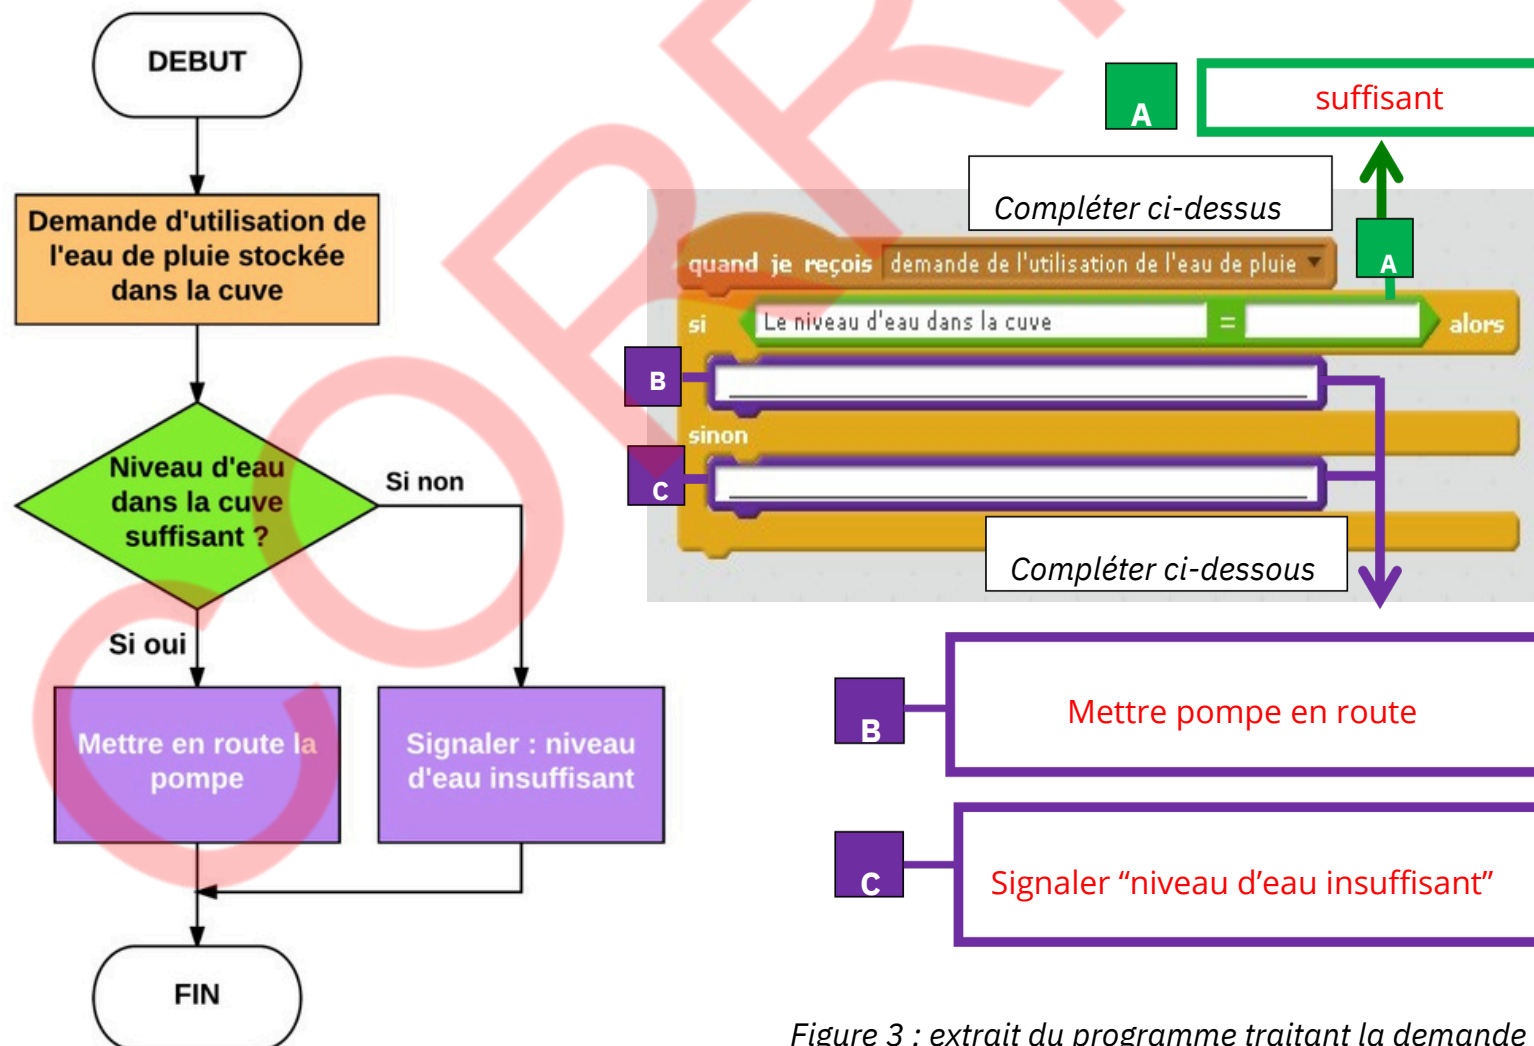 DEBUT
Demande d'utilisation de
l'eau de pluie stockée
dans la cuve
Niveau d'eau
dans la cuve
suffisant ?
Si non
Si oui
Mettre en route la
pompe
Signaler : niveau
d'eau insuffisant
FIN
A
suffisant
Compléter ci-dessus
quand je reçois demande de l'utilisation de l'eau de pluie
A
si Le niveau d'eau dans la cuve = alors
B
sinon
C
Compléter ci-dessous
B
Mettre pompe en route
C
Signaler “niveau d’eau insuffisant”
Figure 3 : extrait du programme traitant la demande
CORR